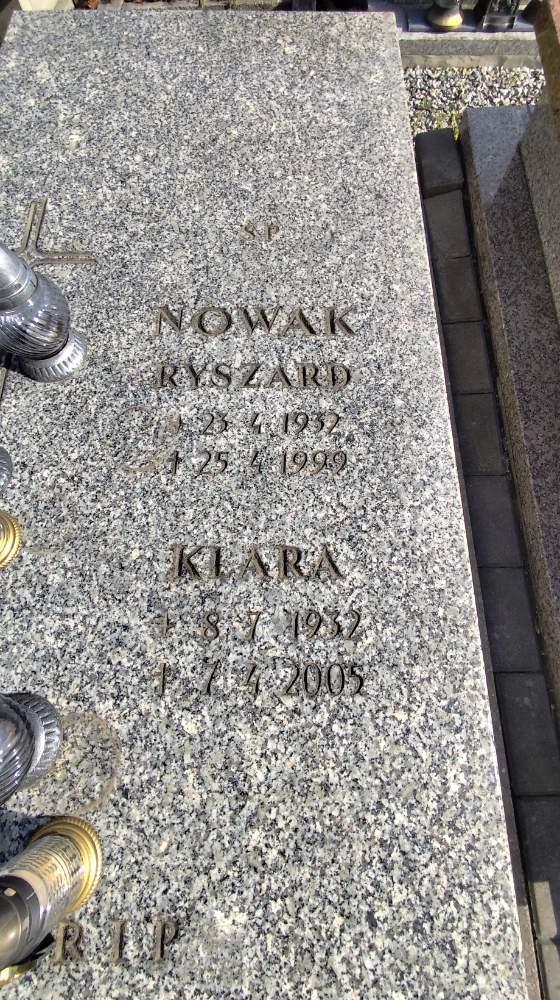 SP
NOWAK
RYSZARD
* 23 4 1932
† 25 4 1999
KLARA
* 8 7 1932
† 7 4 2005
RIP